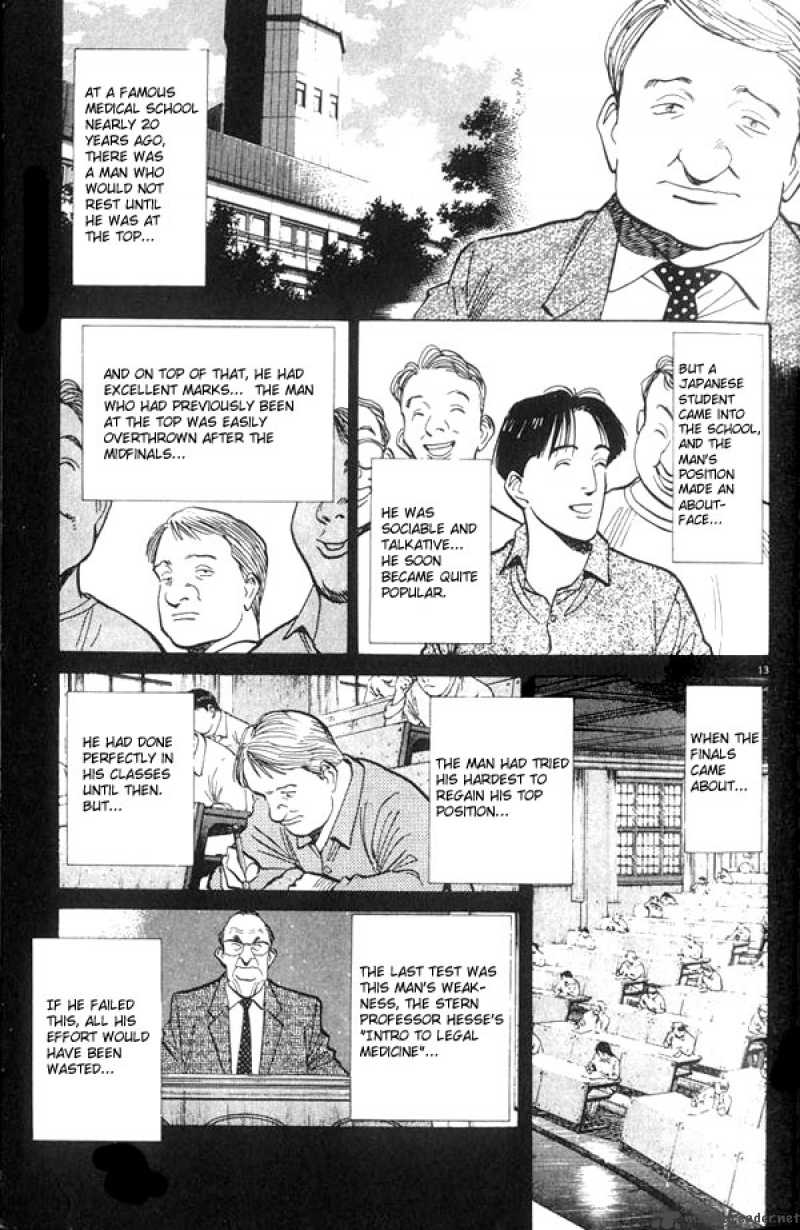 AT A FAMOUS
MEDICAL SCHOOL
NEARLY 20
YEARS AGO,
THERE WAS
A MAN WHO
WOULD NOT
REST UNTIL
HE WAS AT
THE TOP...
BUT A
JAPANESE
STUDENT
CAME INTO
THE SCHOOL,
AND THE
MAN'S
POSITION
MADE AN
ABOUT-
FACE...
HE WAS
SOCIABLE AND
TALKATIVE...
HE SOON
BECAME QUITE
POPULAR.
AND ON TOP OF THAT, HE HAD
EXCELLENT MARKS... THE MAN
WHO HAD PREVIOUSLY BEEN
AT THE TOP WAS EASILY
OVERTHROWN AFTER THE
MIDFINALS...
13
WHEN THE
FINALS
CAME
ABOUT...
THE MAN HAD TRIED
HIS HARDEST TO
REGAIN HIS TOP
POSITION...
HE HAD DONE
PERFECTLY IN
HIS CLASSES
UNTIL THEN.
BUT...
THE LAST TEST WAS
THIS MAN'S WEAK-
NESS, THE STERN
PROFESSOR HESSE'S
"INTRO TO LEGAL
MEDICINE"...
IF HE FAILED
THIS, ALL HIS
EFFORT WOULD
HAVE BEEN
WASTED...